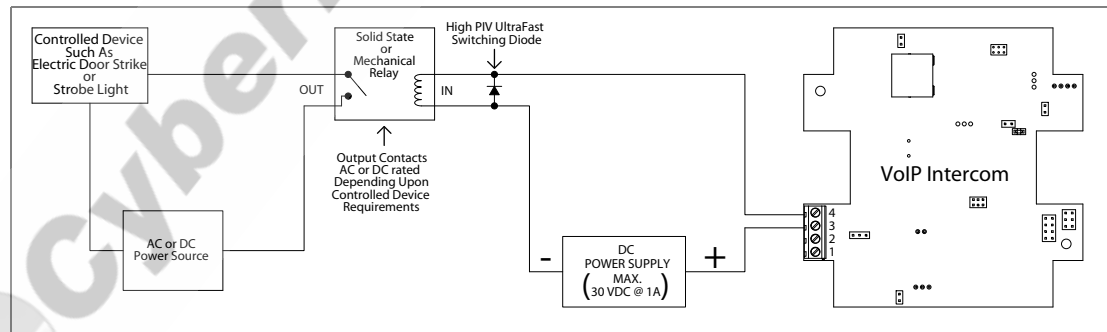 Controlled Device
Such As
Electric Door Strike
or
Strobe Light
Solid State
or
Mechanical
Relay
OUT
IN
High PIV UltraFast
Switching Diode
Output Contacts
AC or DC rated
Depending Upon
Controlled Device
Requirements
AC or DC
Power Source
-
DC
POWER SUPPLY
MAX.
(30 VDC @ 1A)
+
VoIP Intercom
4
3
2
1
Cyber